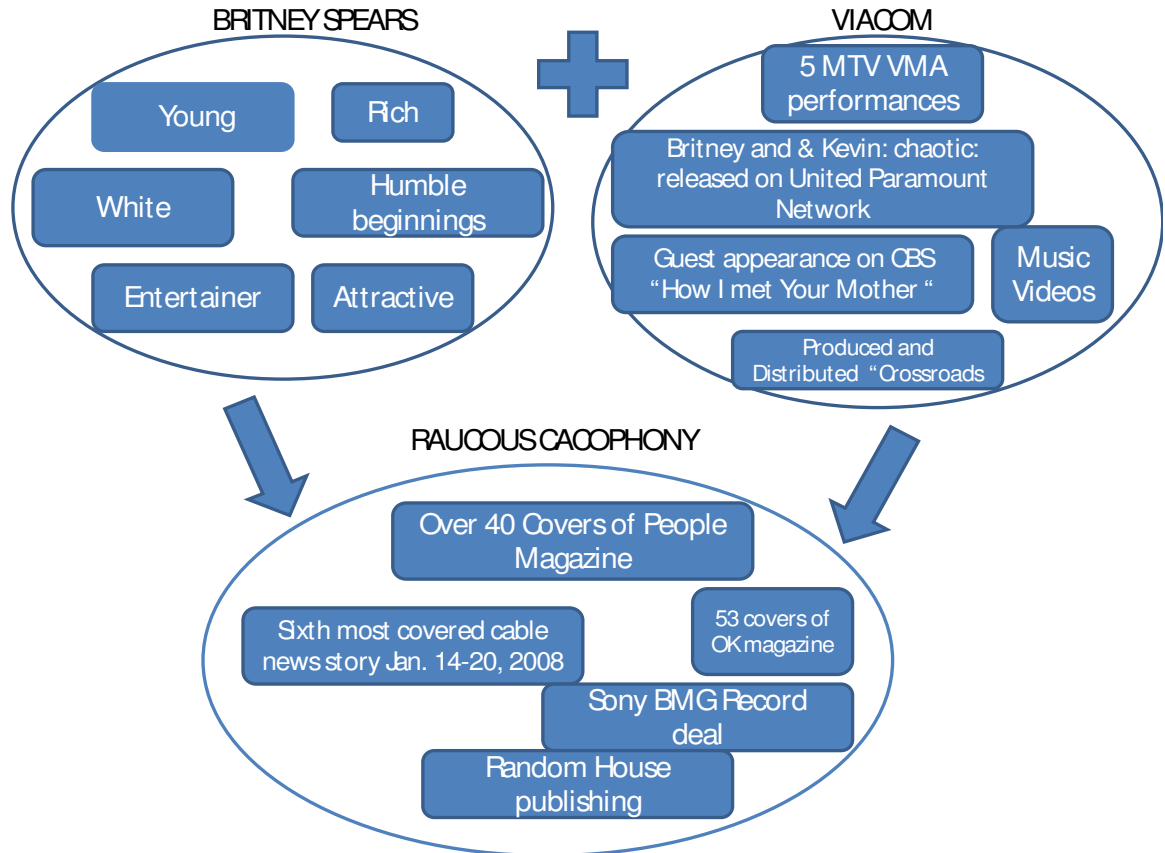 BRITNEY SPEARS
VIACOM
Young
Rich
White
Humble
beginnings
Entertainer
Attractive
5 MTV VMA
performances
Britney and & Kevin: chaotic:
released on United Paramount
Network
Guest appearance on CBS
“How I met Your Mother “
Music
Videos
Produced and
Distributed “Crossroads
RAUCOUS CACOPHONY
Over 40 Covers of People
Magazine
Sixth most covered cable
news story Jan. 14-20, 2008
53 covers of
OK magazine
Sony BMG Record
deal
Random House
publishing